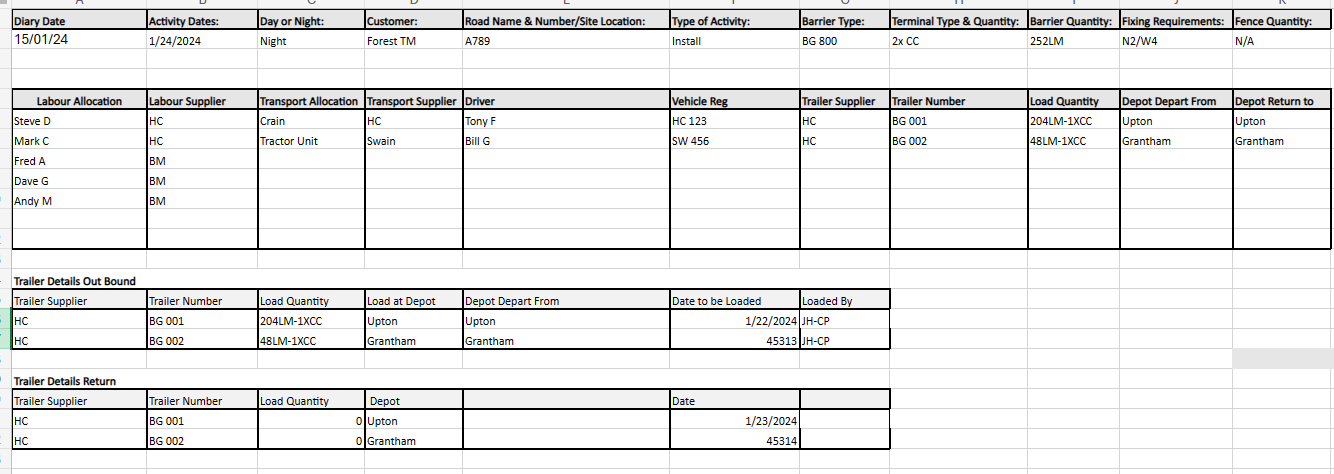 Diary Date Activity Dates: Day or Night: Customer: Road Name & Number/Site Location: Type of Activity: Barrier Type: Terminal Type & Quantity: Barrier Quantity: Fixing Requirements: Fence Quantity:
15/01/24 1/24/2024 Night Forest TM A789 Install BG 800 2x CC 252LM N2/W4 N/A
Labour Allocation Labour Supplier Transport Allocation Transport Supplier Driver Vehicle Reg Trailer Supplier Trailer Number Load Quantity Depot Depart From Depot Return to
Steve D HC Crain HC Tony F HC 123 HC BG 001 204LM-1XCC Upton Upton
Mark C HC Tractor Unit Swain Bill G SW 456 HC BG 002 48LM-1XCC Grantham Grantham
Fred A BM
Dave G BM
Andy M BM
Trailer Details Out Bound
Trailer Supplier Trailer Number Load Quantity Load at Depot Depot Depart From Date to be Loaded Loaded By
HC BG 001 204LM-1XCC Upton Upton 1/22/2024 JH-CP
HC BG 002 48LM-1XCC Grantham Grantham 45313 JH-CP
Trailer Details Return
Trailer Supplier Trailer Number Load Quantity Depot Date
HC BG 001 0 Upton 1/23/2024
HC BG 002 0 Grantham 45314